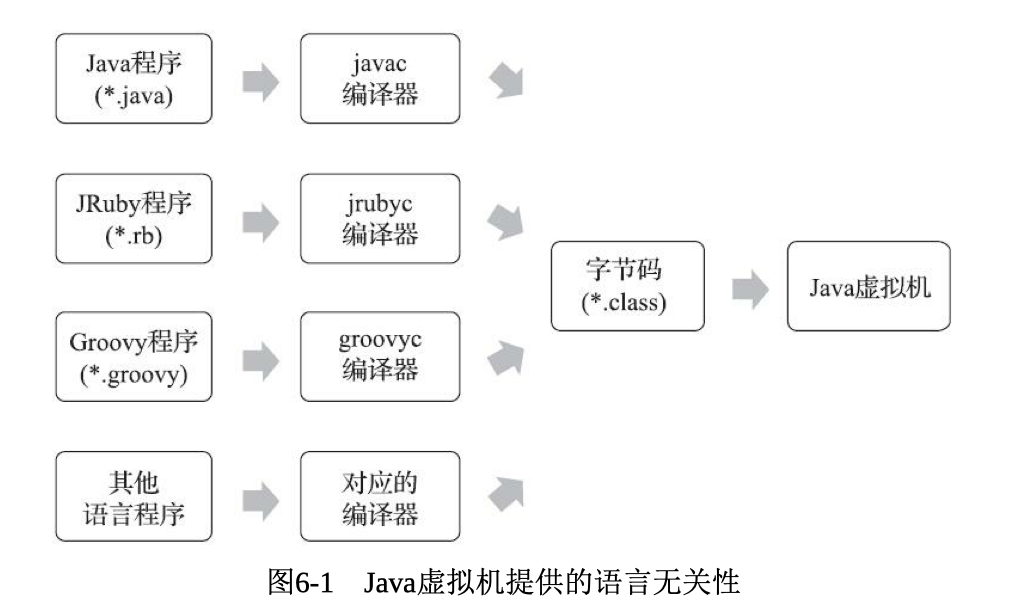 Java程序
(*.java)
javac
编译器
JRuby程序
(*.rb)
jrubyc
编译器
Groovy程序
(*.groovy)
groovyc
编译器
其他
语言程序
对应的
编译器
字节码
(*.class)
Java虚拟机
图6-1 Java虚拟机提供的语言无关性